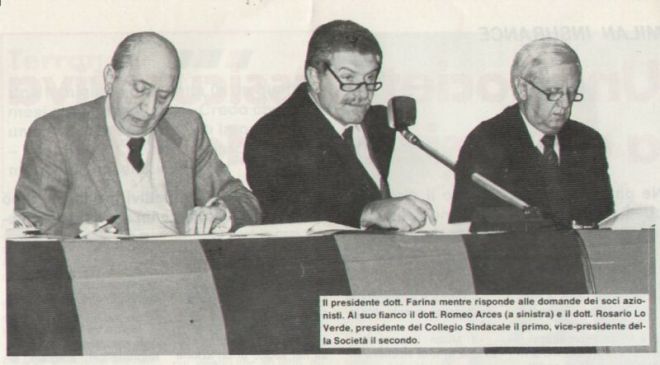 MILAN INSURANCE
Il presidente dott. Farina mentre risponde alle domande dei soci azio-
nisti. Al suo fianco il dott. Romeo Arces (a sinistra) e il dott. Rosario Lo
Verde, presidente del Collegio Sindacale il primo, vice-presidente del-
la Società il secondo.